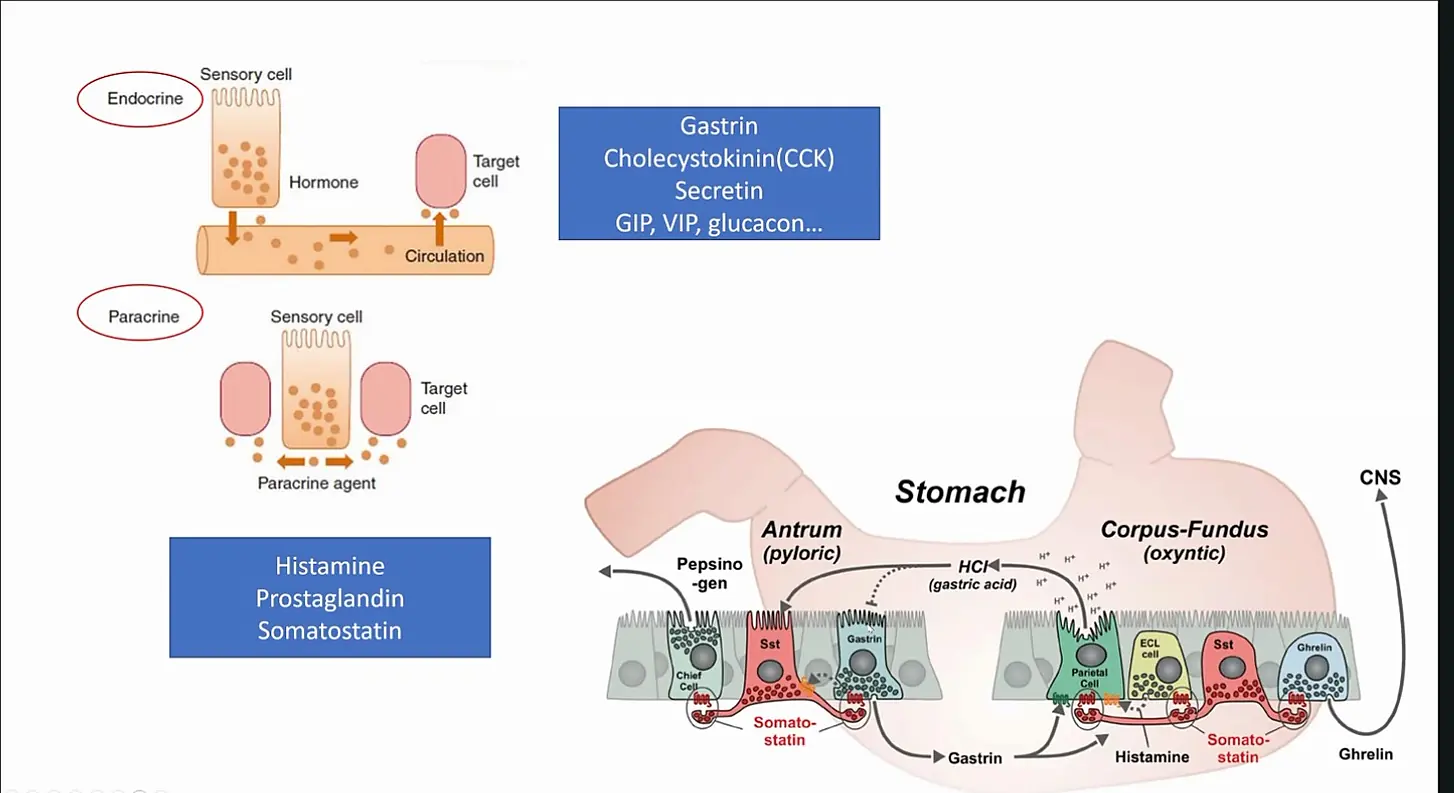 Sensory cell
Endocrine
Hormone
Target
cell
Circulation
Gastrin
Cholecystokinin(CCK)
Secretin
GIP, VIP, glucacon...
Paracrine
Sensory cell
Target
cell
Paracrine agent
Histamine
Prostaglandin
Somatostatin
Stomach
CNS
Antrum
(pyloric)
Corpus-Fundus
(oxyntic)
Pepsino
-gen
HCl
(gastric acid)
H+
H+
H+
H+
H+
H+
H+
H+
H+
Chief
Cell
Sst
Gastrin
Parietal
Cell
ECL
cell
Sst
Ghrelin
Somato-
statin
Gastrin
Histamine
Somato-
statin
Ghrelin